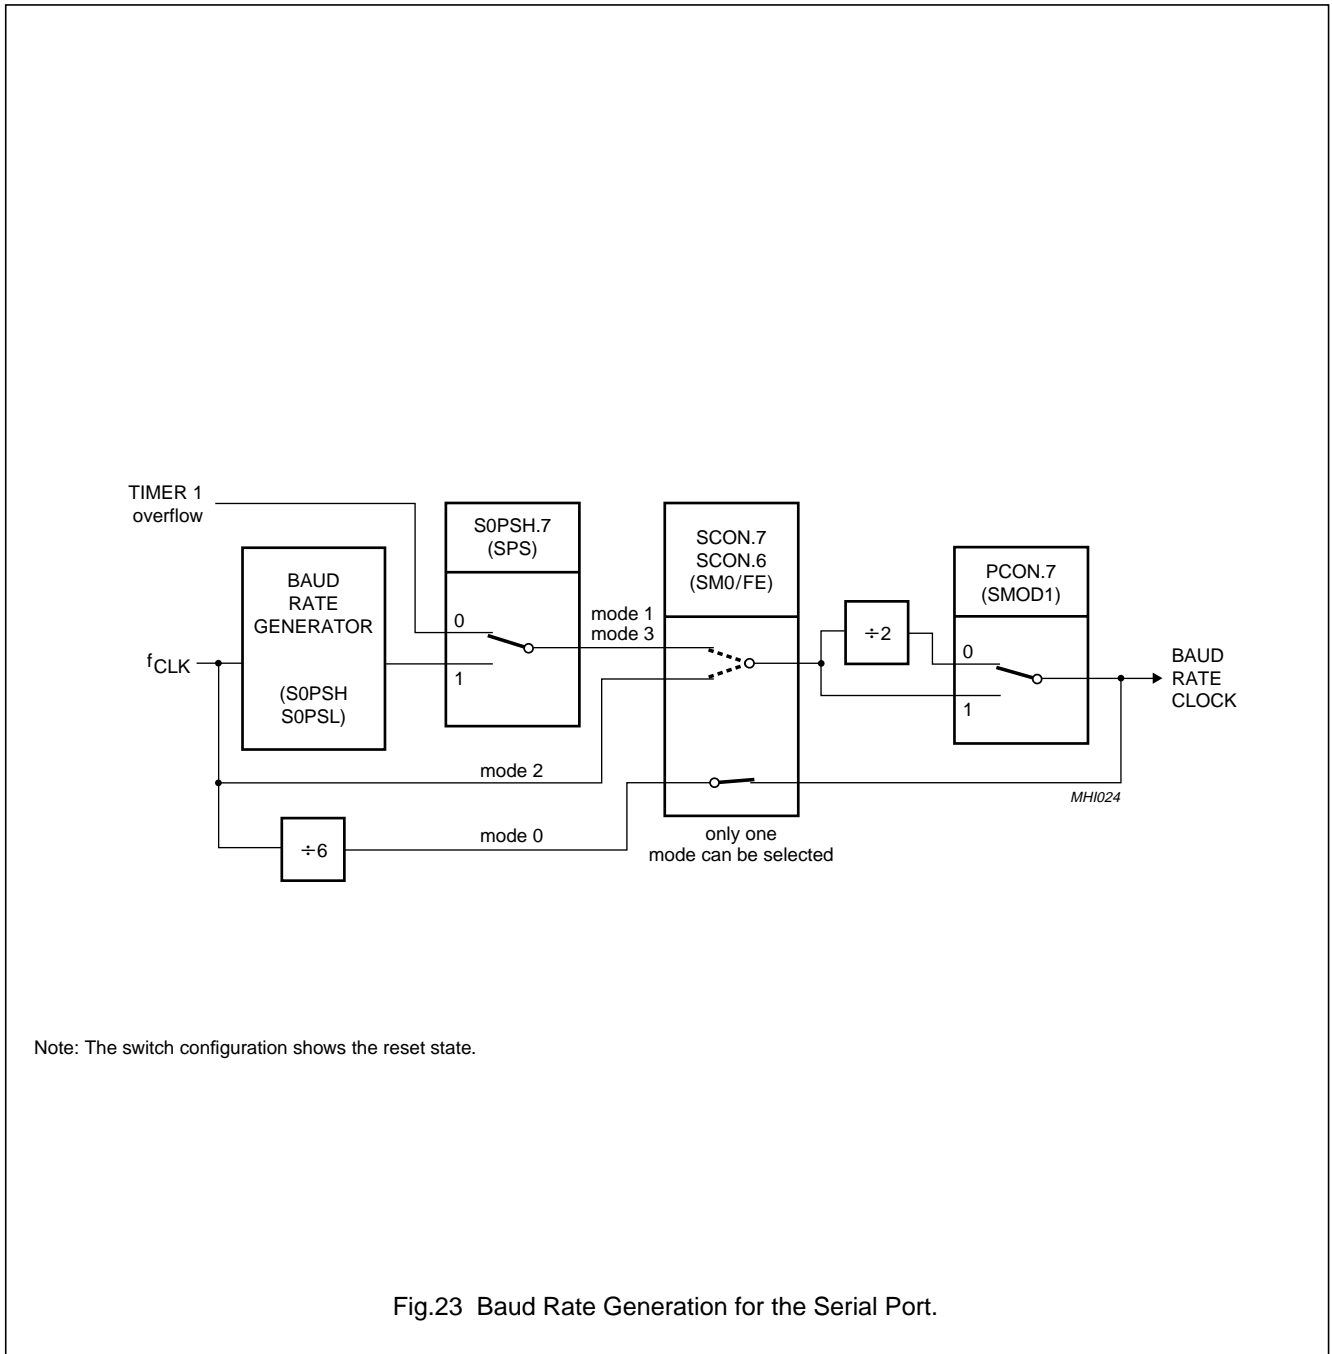 TIMER 1
overflow
fCLK
BAUD
RATE
GENERATOR
(S0PSH
S0PSL)
S0PSH.7
(SPS)
0
1
mode 1
mode 3
mode 2
÷6
mode 0
SCON.7
SCON.6
(SM0/FE)
only one
mode can be selected
÷2
PCON.7
(SMOD1)
0
1
BAUD
RATE
CLOCK
MHI024
Note: The switch configuration shows the reset state.
Fig.23 Baud Rate Generation for the Serial Port.